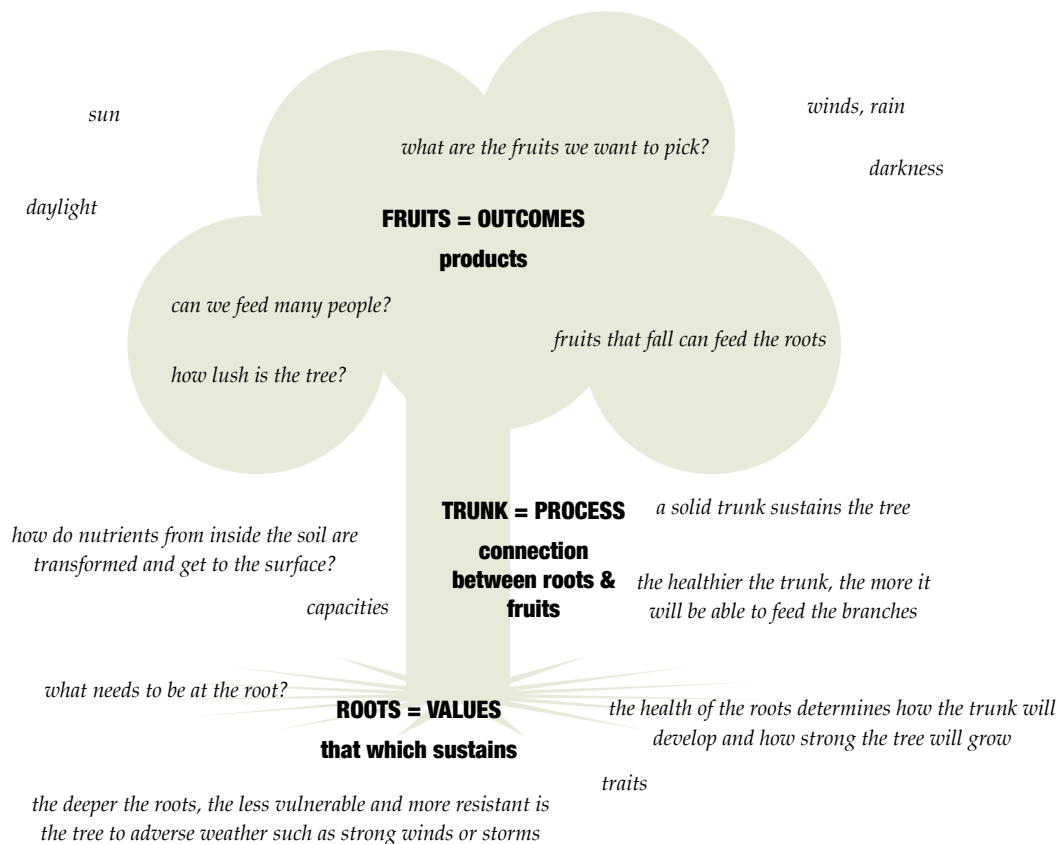 sun
winds, rain
what are the fruits we want to pick?
darkness
daylight
FRUITS = OUTCOMES
products
can we feed many people?
fruits that fall can feed the roots
how lush is the tree?
TRUNK = PROCESS
a solid trunk sustains the tree
how do nutrients from inside the soil are
transformed and get to the surface?
connection
between roots &
fruits
the healthier the trunk, the more it
will be able to feed the branches
capacities
what needs to be at the root?
ROOTS = VALUES
that which sustains
the health of the roots determines how the trunk will
develop and how strong the tree will grow
traits
the deeper the roots, the less vulnerable and more resistant is
the tree to adverse weather such as strong winds or storms